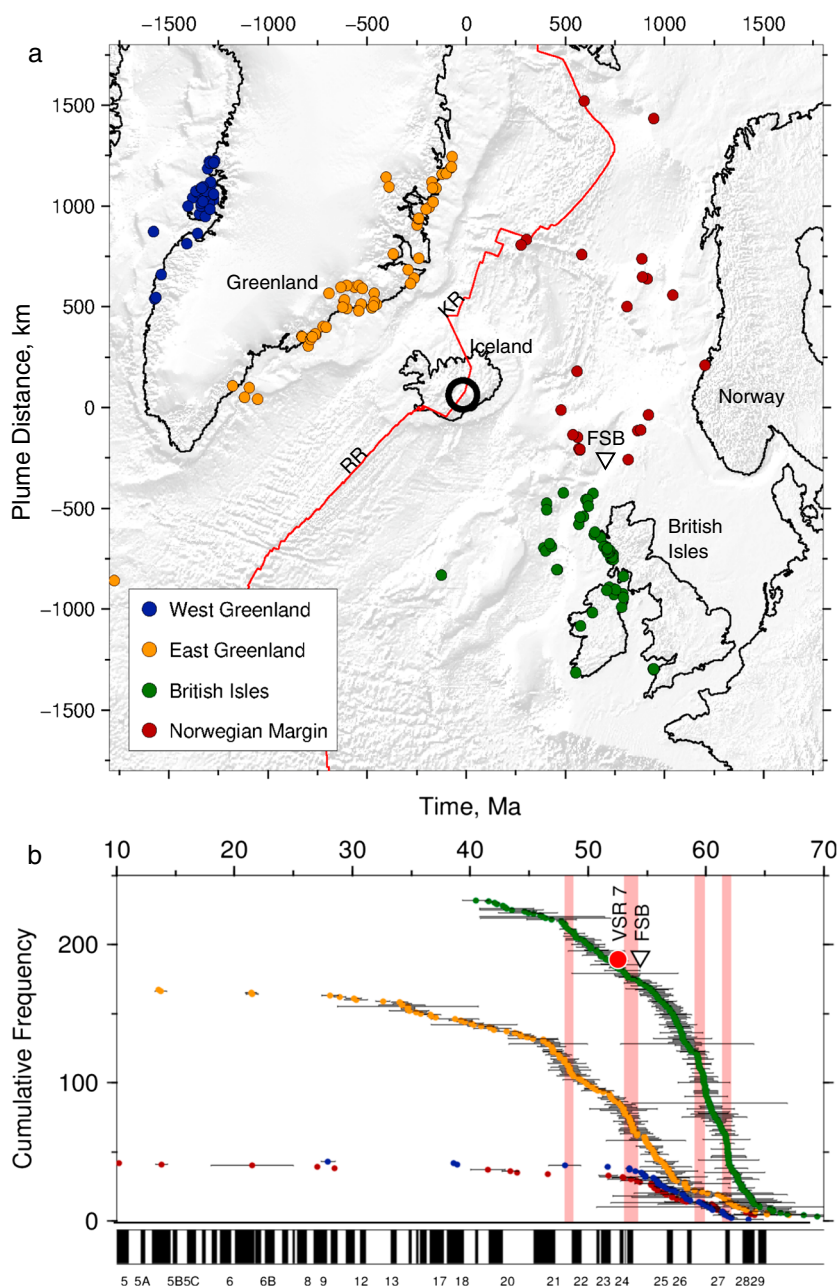 −1500 −1000 −500 0 500 1000 1500
a
1500
1000
500
0
−500
−1000
−1500
Plume Distance, km
Greenland
KR
Iceland
RR
Norway
FSB
British
Isles
West Greenland
East Greenland
British Isles
Norwegian Margin
Time, Ma
b
10 20 30 40 50 60 70
200
100
0
Cumulative Frequency
VSR 7
FSB
5 5A 5B 5C 6 6B 8 9 12 13 17 18 20 21 22 23 24 25 26 27 28 29